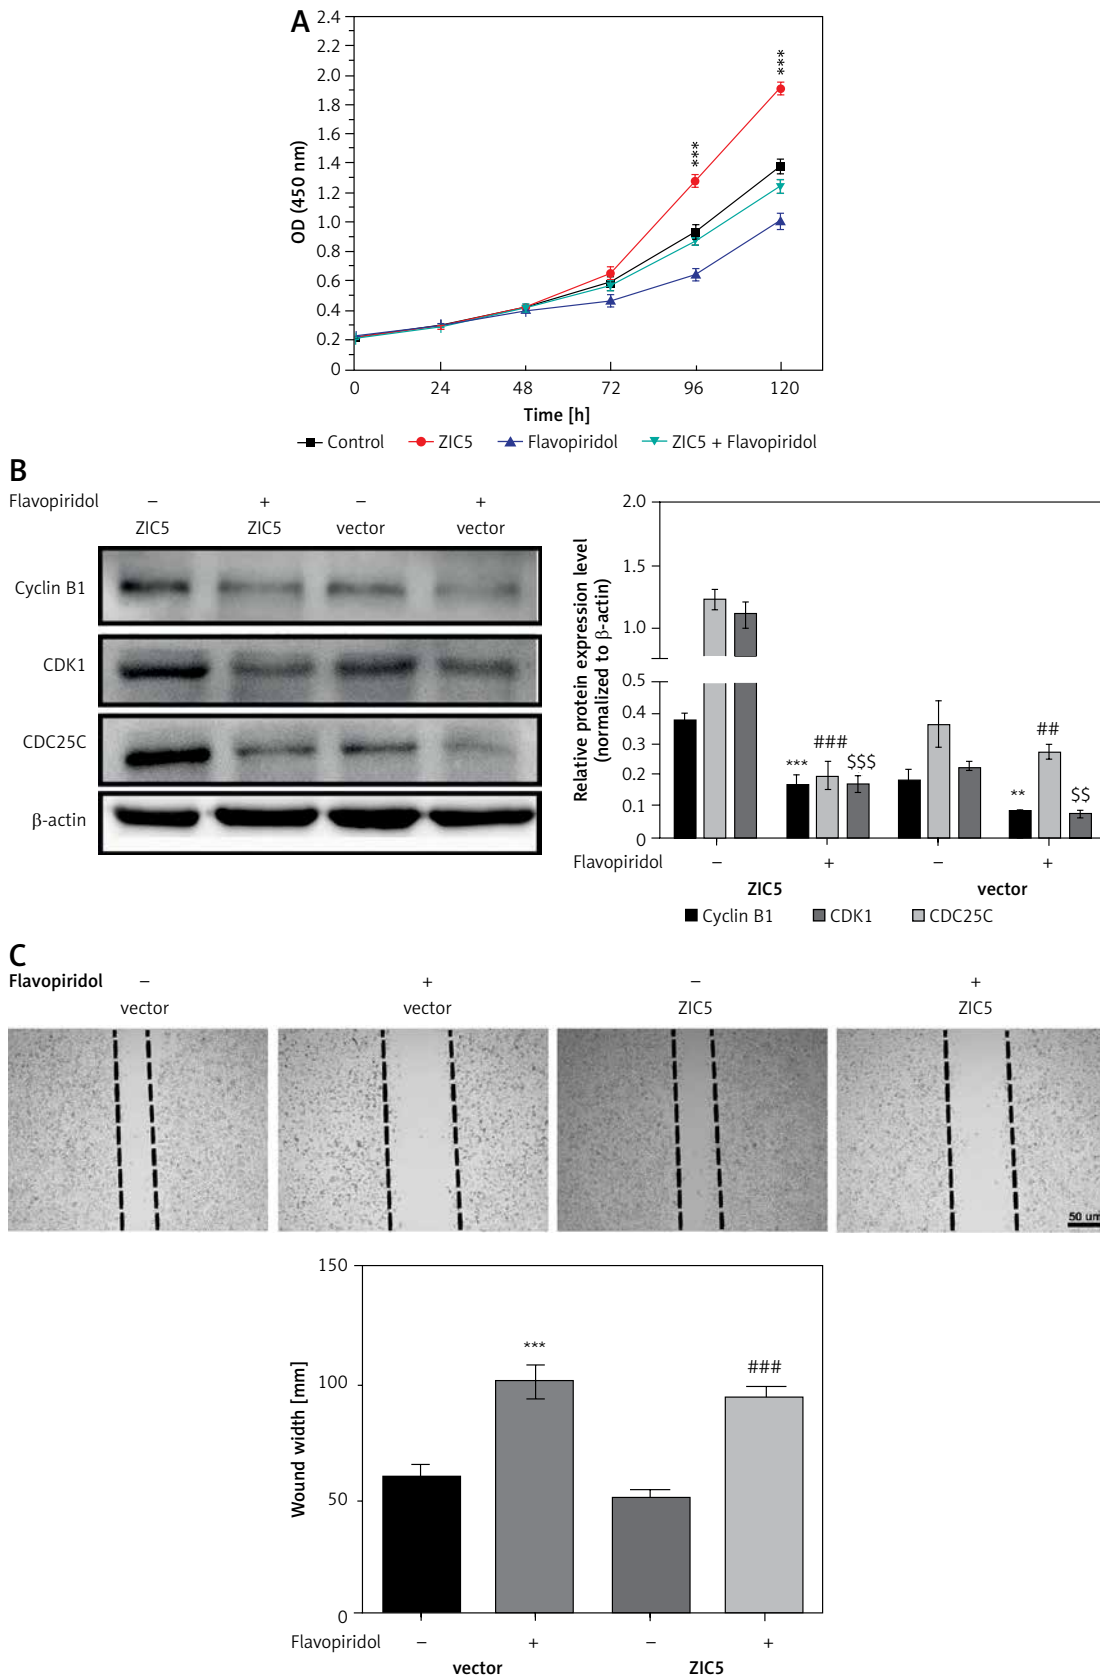 A
2.4
2.2
2.0
1.8
1.6
1.4
1.2
1.0
0.8
0.6
0.4
0.2
0
OD (450 nm)
***
***
0 24 48 72 96 120
Time [h]
Control ZIC5 Flavopiridol ZIC5 + Flavopiridol
B
Flavopiridol − + − +
ZIC5 ZIC5 vector vector
Cyclin B1
CDK1
CDC25C
β-actin
Relative protein expression level
(normalized to β-actin)
2.0
1.5
1.0
0.5
0.4
0.3
0.2
0.1
0
*** ### $$$
** ## $$
Flavopiridol − + − +
ZIC5 vector
Cyclin B1 CDK1 CDC25C
C
Flavopiridol − + − +
vector vector ZIC5 ZIC5
50 um
Wound width [mm]
150
100
50
0
*** ###
Flavopiridol − + − +
vector ZIC5